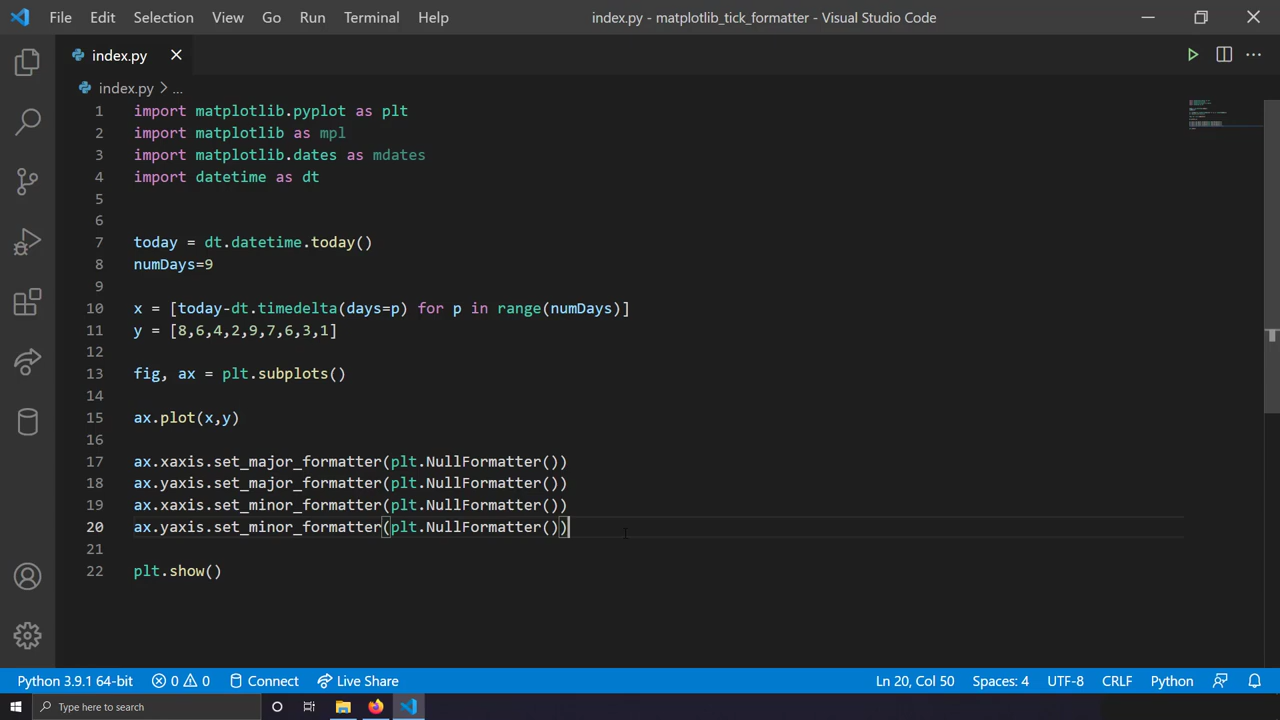 File Edit Selection View Go Run Terminal Help index.py - matplotlib_tick_formatter - Visual Studio Code
index.py
index.py > ...
1 import matplotlib.pyplot as plt
2 import matplotlib as mpl
3 import matplotlib.dates as mdates
4 import datetime as dt
5
6
7 today = dt.datetime.today()
8 numDays=9
9
10 x = [today-dt.timedelta(days=p) for p in range(numDays)]
11 y = [8,6,4,2,9,7,6,3,1]
12
13 fig, ax = plt.subplots()
14
15 ax.plot(x,y)
16
17 ax.xaxis.set_major_formatter(plt.NullFormatter())
18 ax.yaxis.set_major_formatter(plt.NullFormatter())
19 ax.xaxis.set_minor_formatter(plt.NullFormatter())
20 ax.yaxis.set_minor_formatter(plt.NullFormatter())
21
22 plt.show()
Python 3.9.1 64-bit 0 0 Connect Live Share Ln 20, Col 50 Spaces: 4 UTF-8 CRLF Python
Type here to search